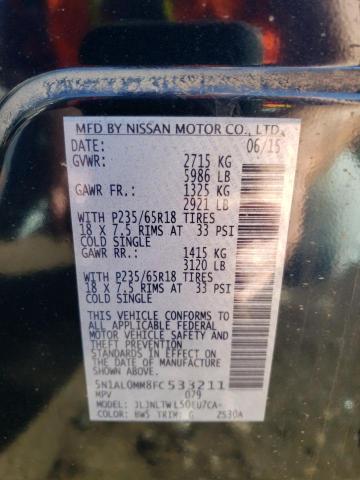 MFD BY NISSAN MOTOR CO., LTD.
DATE: 06/15
GVWR: 2715 KG
5986 LB
GAWR FR.: 1325 KG
2921 LB
WITH P235/65R18 TIRES
18 X 7.5 RIMS AT 33 PSI
COLD SINGLE
GAWR RR.: 1415 KG
3120 LB
WITH P235/65R18 TIRES
18 X 7.5 RIMS AT 33 PSI
COLD SINGLE
THIS VEHICLE CONFORMS TO
ALL APPLICABLE FEDERAL
MOTOR VEHICLE SAFETY AND
THEFT PREVENTION
STANDARDS IN EFFECT ON
THE DATE OF MANUFACTURE
SHOWN ABOVE.
5N1AL0MM8FC 533211
MPV 079
MODEL:
COLOR: BW5 TRIM: G Z530A